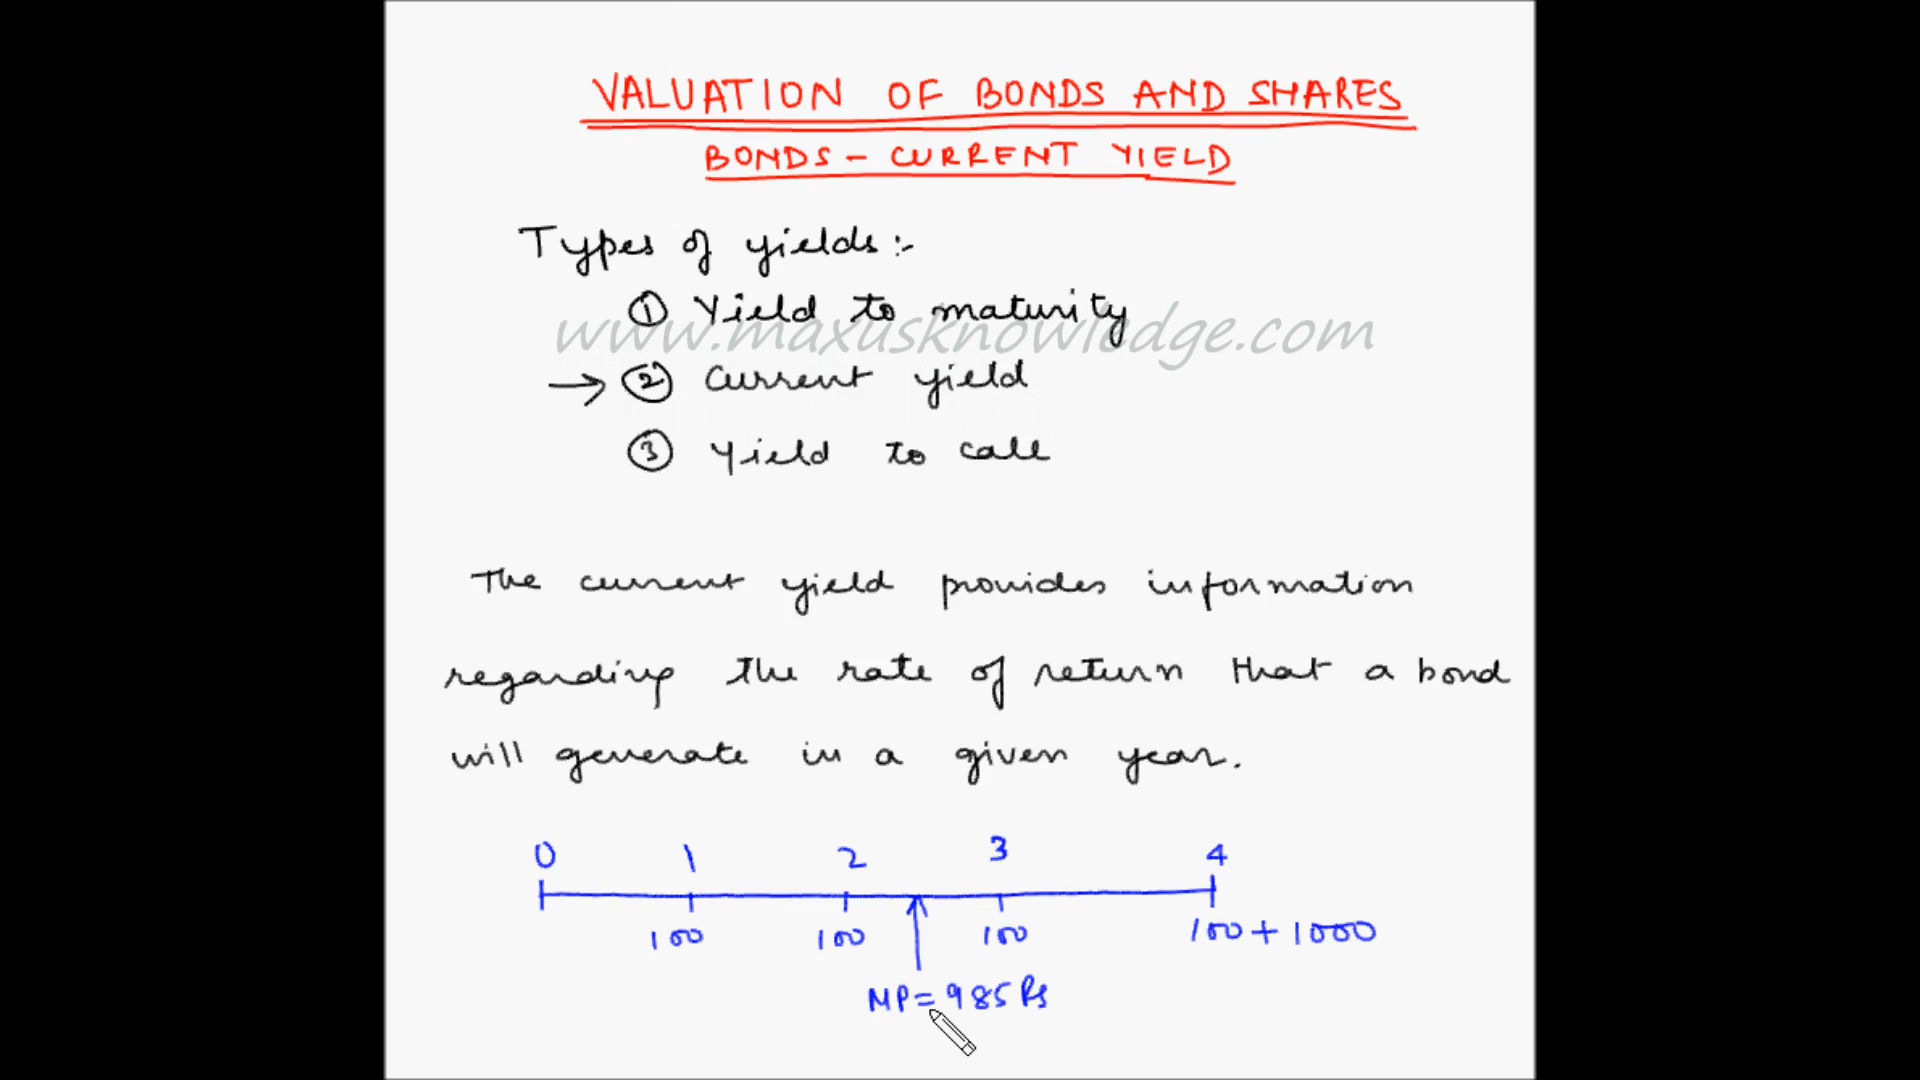 VALUATION OF BONDS AND SHARES
BONDS - CURRENT YIELD
Types of yields :-
① Yield to maturity
www.maxusknowledge.com
→ ② Current yield
③ Yield to call
The current yield provides information
regarding the rate of return that a bond
will generate in a given year.
0 1 2 3 4
100 100 100 100 + 1000
MP = 985 Rs